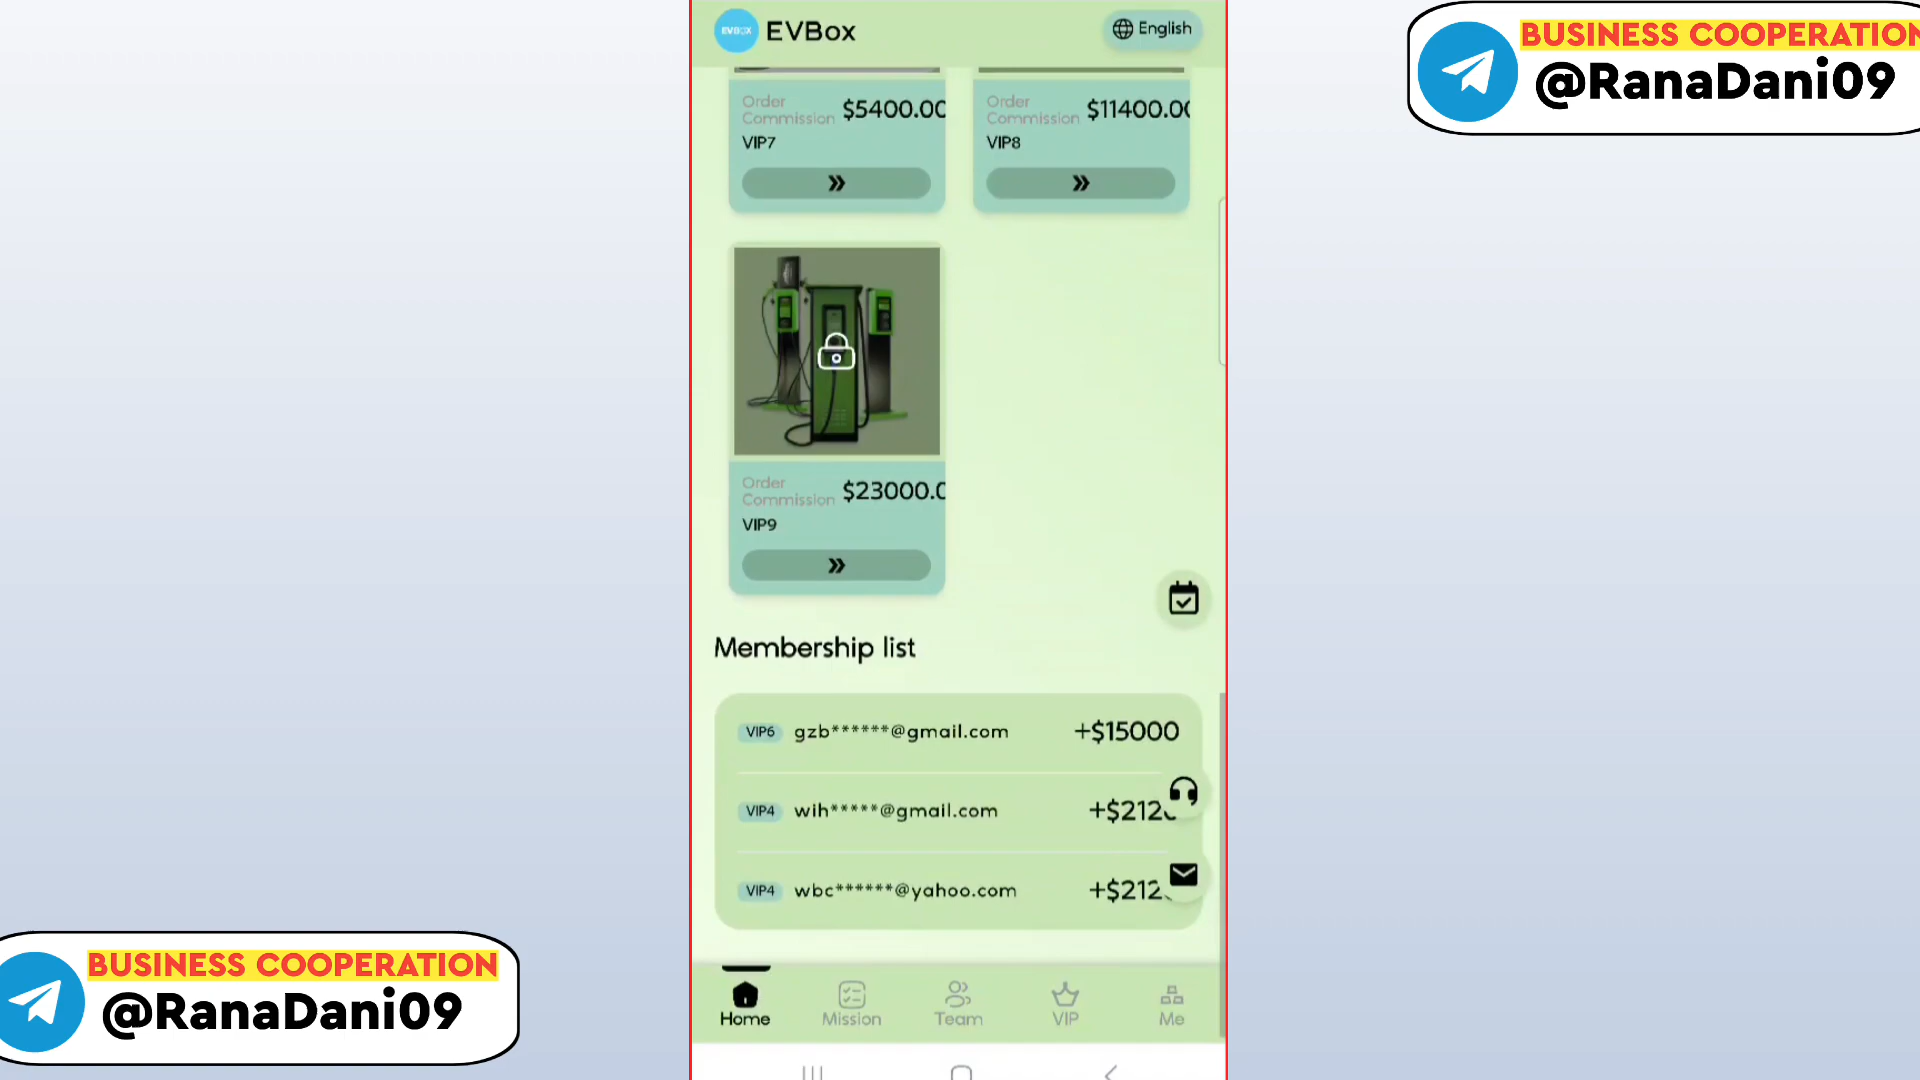 EVBOX
EVBox
English
BUSINESS COOPERATION
@RanaDani09
Order
Commission
$5400.00
VIP7
Order
Commission
$11400.00
VIP8
Order
Commission
$23000.0
VIP9
Membership list
VIP6 gzb******@gmail.com +$15000
VIP4 wih*****@gmail.com +$212
VIP4 wbc******@yahoo.com +$212
BUSINESS COOPERATION
@RanaDani09
Home
Mission
Team
VIP
Me